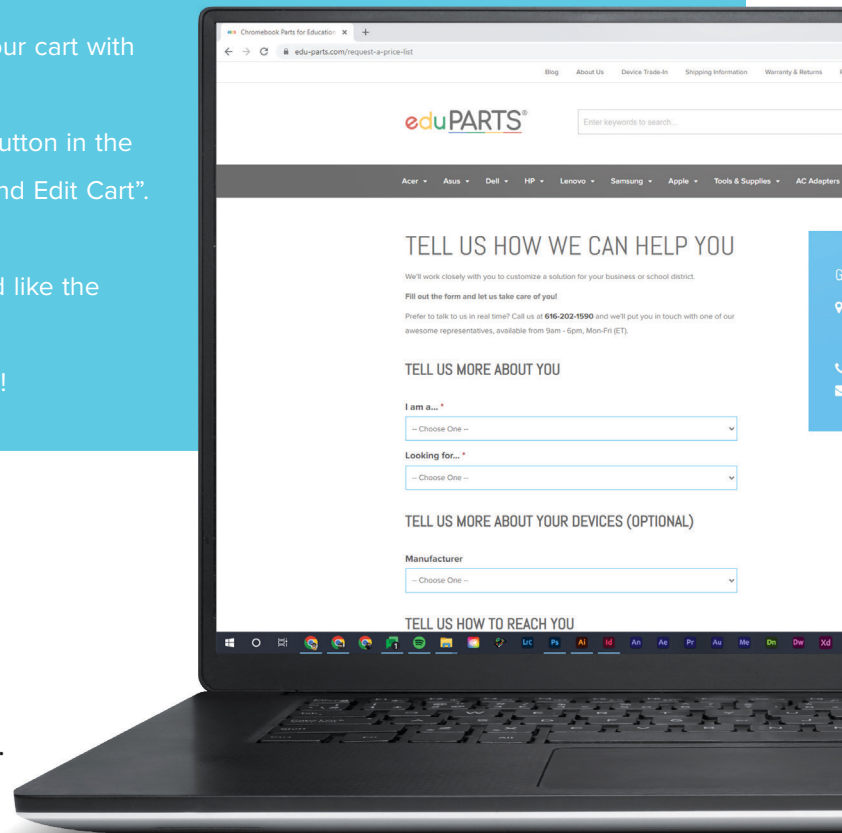 our cart with
utton in the
nd Edit Cart”.
d like the
!
Chromebook Parts for Education
edu-parts.com/request-a-price-list
Blog About Us Device Trade-In Shipping Information Warranty & Returns
eduPARTS®
Enter keywords to search...
Acer Asus Dell HP Lenovo Samsung Apple Tools & Supplies AC Adapters
TELL US HOW WE CAN HELP YOU
We'll work closely with you to customize a solution for your business or school district.
Fill out the form and let us take care of you!
Prefer to talk to us in real time? Call us at 616-202-1590 and we'll put you in touch with one of our
awesome representatives, available from 9am - 6pm, Mon-Fri (ET).
TELL US MORE ABOUT YOU
I am a... *
-- Choose One --
Looking for... *
-- Choose One --
TELL US MORE ABOUT YOUR DEVICES (OPTIONAL)
Manufacturer
-- Choose One --
TELL US HOW TO REACH YOU
1 Lrc Ps Ai Id An Ae Pr Au Me Dn Dw Xd